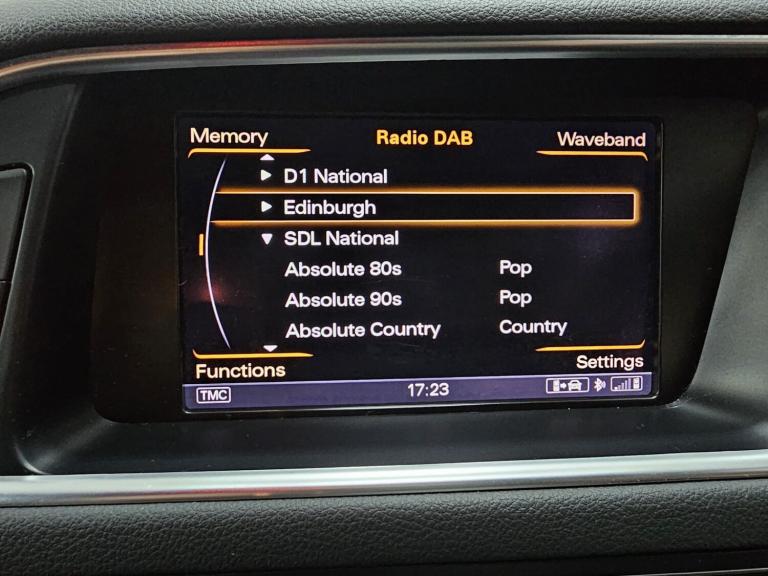 Memory Radio DAB Waveband
D1 National
Edinburgh
SDL National
Absolute 80s Pop
Absolute 90s Pop
Absolute Country Country
Functions Settings
TMC 17:23